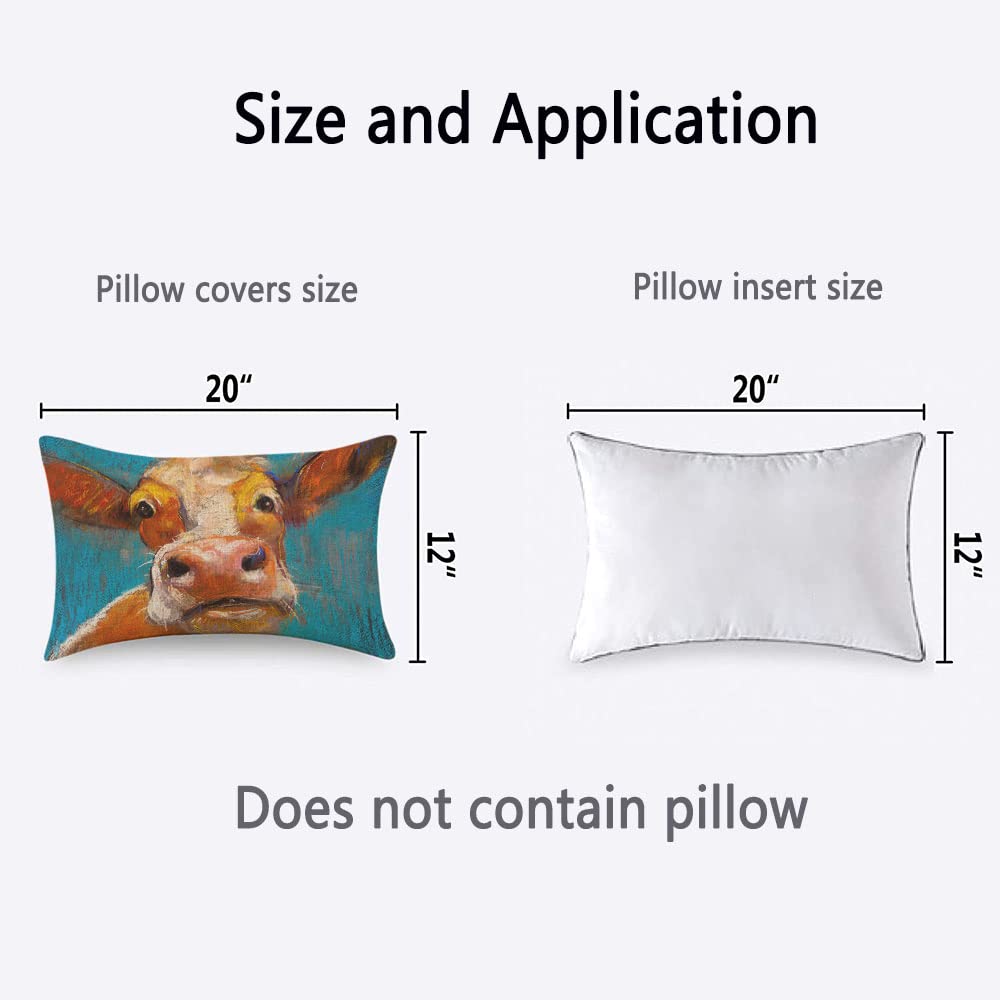 Size and Application
Pillow covers size
Pillow insert size
20“
12“
20“
12“
Does not contain pillow